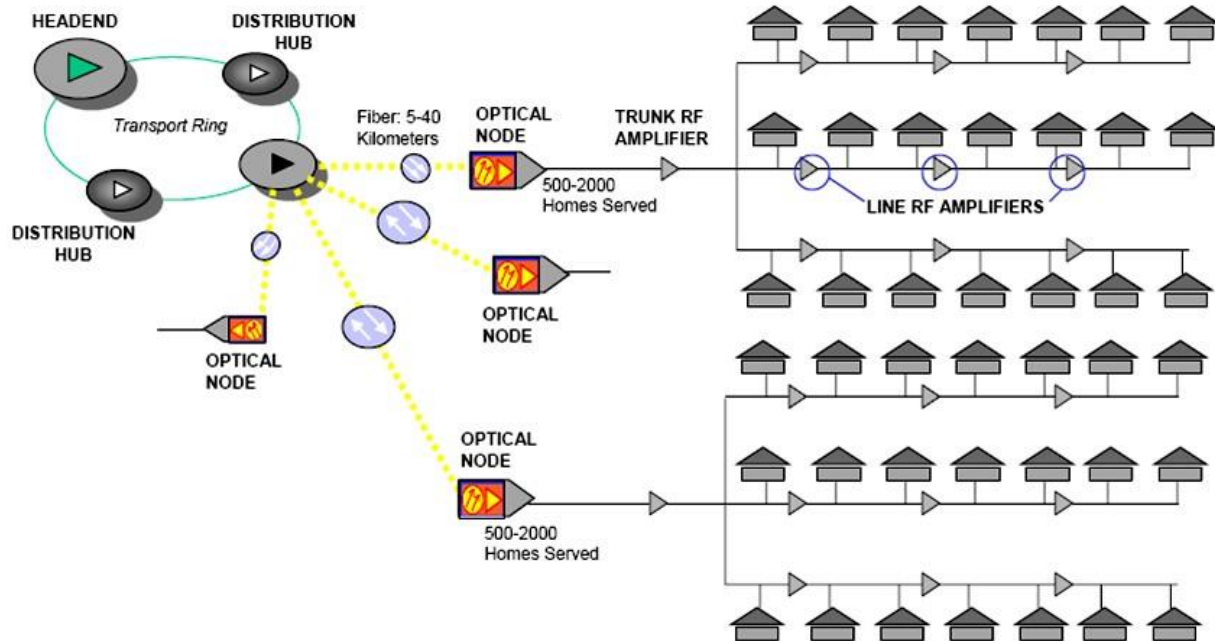 HEADEND
DISTRIBUTION
HUB
Transport Ring
Fiber: 5-40
Kilometers
OPTICAL
NODE
TRUNK RF
AMPLIFIER
500-2000
Homes Served
LINE RF AMPLIFIERS
DISTRIBUTION
HUB
OPTICAL
NODE
OPTICAL
NODE
OPTICAL
NODE
500-2000
Homes Served